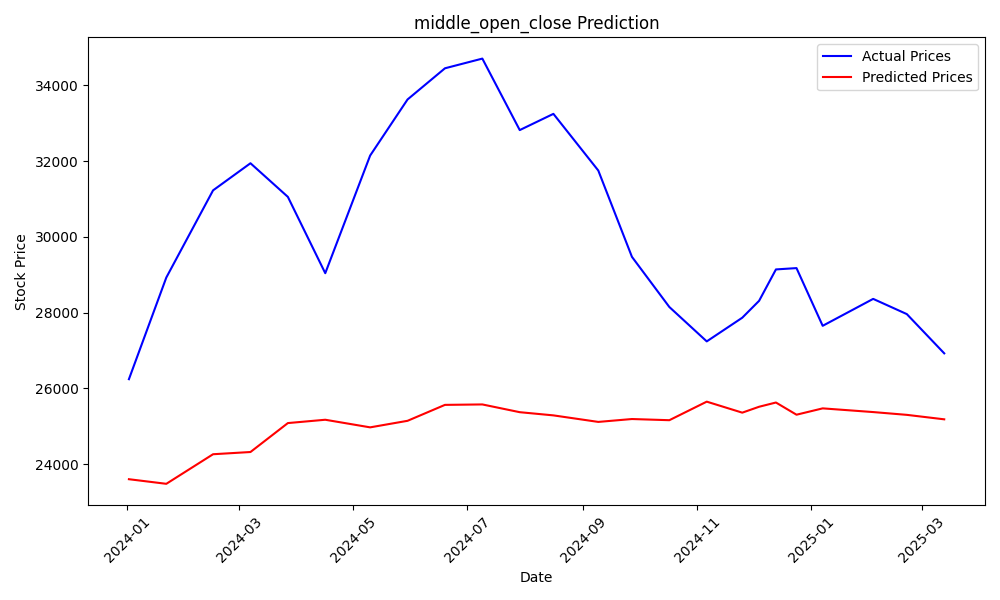 middle_open_close Prediction
Actual Prices
Predicted Prices
Stock Price
34000
32000
30000
28000
26000
24000
2024-01
2024-03
2024-05
2024-07
2024-09
2024-11
2025-01
2025-03
Date